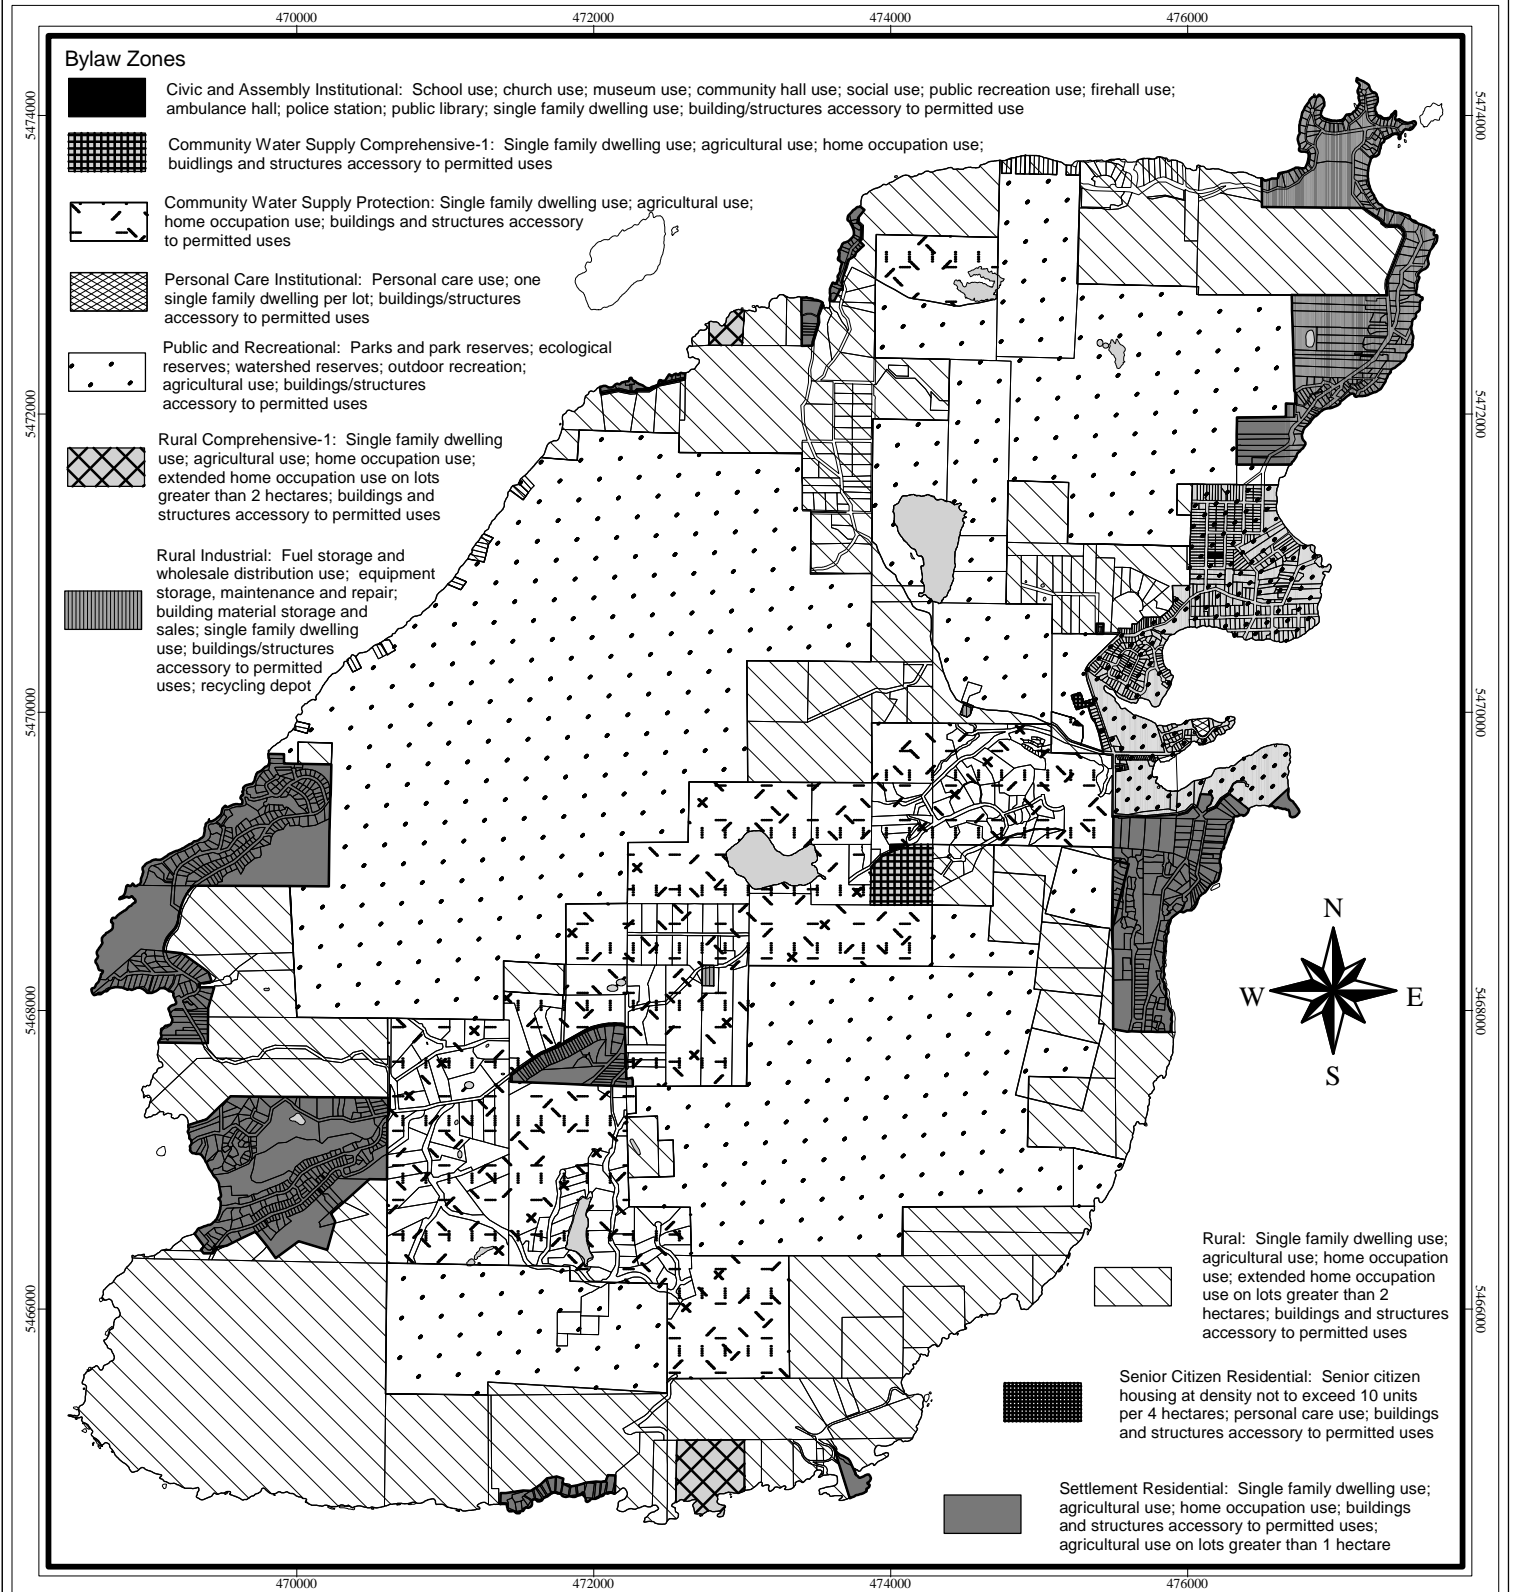 470000 472000 474000 476000
Bylaw Zones
Civic and Assembly Institutional: School use; church use; museum use; community hall use; social use; public recreation use; firehall use;
ambulance hall; police station; public library; single family dwelling use; building/structures accessory to permitted use
Community Water Supply Comprehensive-1: Single family dwelling use; agricultural use; home occupation use;
buidlings and structures accessory to permitted uses
Community Water Supply Protection: Single family dwelling use; agricultural use;
home occupation use; buildings and structures accessory
to permitted uses
Personal Care Institutional: Personal care use; one
single family dwelling per lot; buildings/structures
accessory to permitted uses
Public and Recreational: Parks and park reserves; ecological
reserves; watershed reserves; outdoor recreation;
agricultural use; buildings/structures
accessory to permitted uses
Rural Comprehensive-1: Single family dwelling
use; agricultural use; home occupation use;
extended home occupation use on lots
greater than 2 hectares; buildings and
structures accessory to permitted uses
Rural Industrial: Fuel storage and
wholesale distribution use; equipment
storage, maintenance and repair;
building material storage and
sales; single family dwelling
use; buildings/structures
accessory to permitted
uses; recycling depot
5474000
5472000
5470000
5468000
5466000
5474000
5472000
5470000
5468000
5466000
N
W E
S
Rural: Single family dwelling use;
agricultural use; home occupation
use; extended home occupation
use on lots greater than 2
hectares; buildings and structures
accessory to permitted uses
Senior Citizen Residential: Senior citizen
housing at density not to exceed 10 units
per 4 hectares; personal care use; buildings
and structures accessory to permitted uses
Settlement Residential: Single family dwelling use;
agricultural use; home occupation use; buildings
and structures accessory to permitted uses;
agricultural use on lots greater than 1 hectare
470000 472000 474000 476000